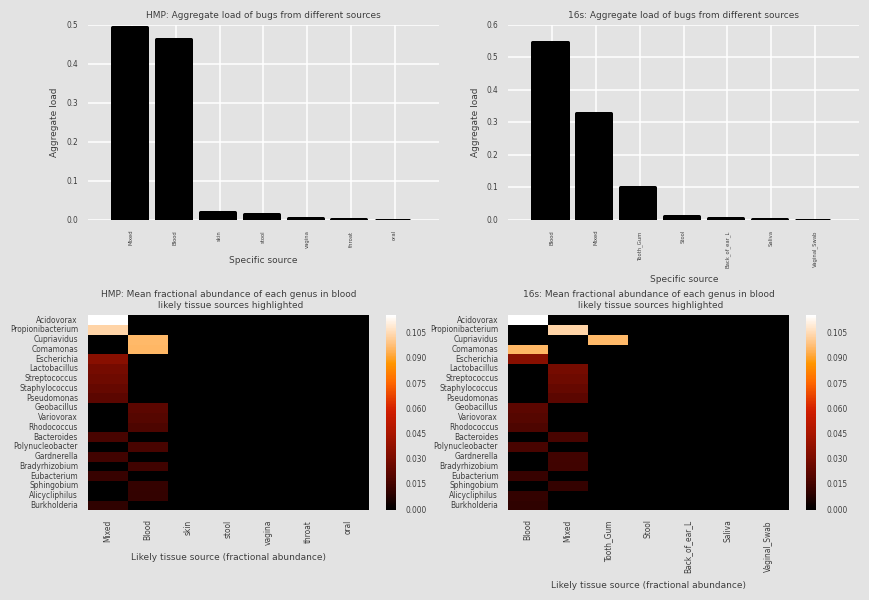 HMP: Aggregate load of bugs from different sources
0.5
0.4
0.3
0.2
0.1
0.0
Aggregate load
Mixed
Blood
skin
stool
vagina
throat
oral
Specific source
16s: Aggregate load of bugs from different sources
0.6
0.5
0.4
0.3
0.2
0.1
0.0
Aggregate load
Blood
Mixed
Tooth_Gum
Stool
Back_of_ear_L
Saliva
Vaginal_Swab
Specific source
HMP: Mean fractional abundance of each genus in blood
likely tissue sources highlighted
Acidovorax
Propionibacterium
Cupriavidus
Comamonas
Escherichia
Lactobacillus
Streptococcus
Staphylococcus
Pseudomonas
Geobacillus
Variovorax
Rhodococcus
Bacteroides
Polynucleobacter
Gardnerella
Bradyrhizobium
Eubacterium
Sphingobium
Alicycliphilus
Burkholderia
Mixed
Blood
skin
stool
vagina
throat
oral
Likely tissue source (fractional abundance)
0.105
0.090
0.075
0.060
0.045
0.030
0.015
0.000
16s: Mean fractional abundance of each genus in blood
likely tissue sources highlighted
Acidovorax
Propionibacterium
Cupriavidus
Comamonas
Escherichia
Lactobacillus
Streptococcus
Staphylococcus
Pseudomonas
Geobacillus
Variovorax
Rhodococcus
Bacteroides
Polynucleobacter
Gardnerella
Bradyrhizobium
Eubacterium
Sphingobium
Alicycliphilus
Burkholderia
Blood
Mixed
Tooth_Gum
Stool
Back_of_ear_L
Saliva
Vaginal_Swab
Likely tissue source (fractional abundance)
0.105
0.090
0.075
0.060
0.045
0.030
0.015
0.000